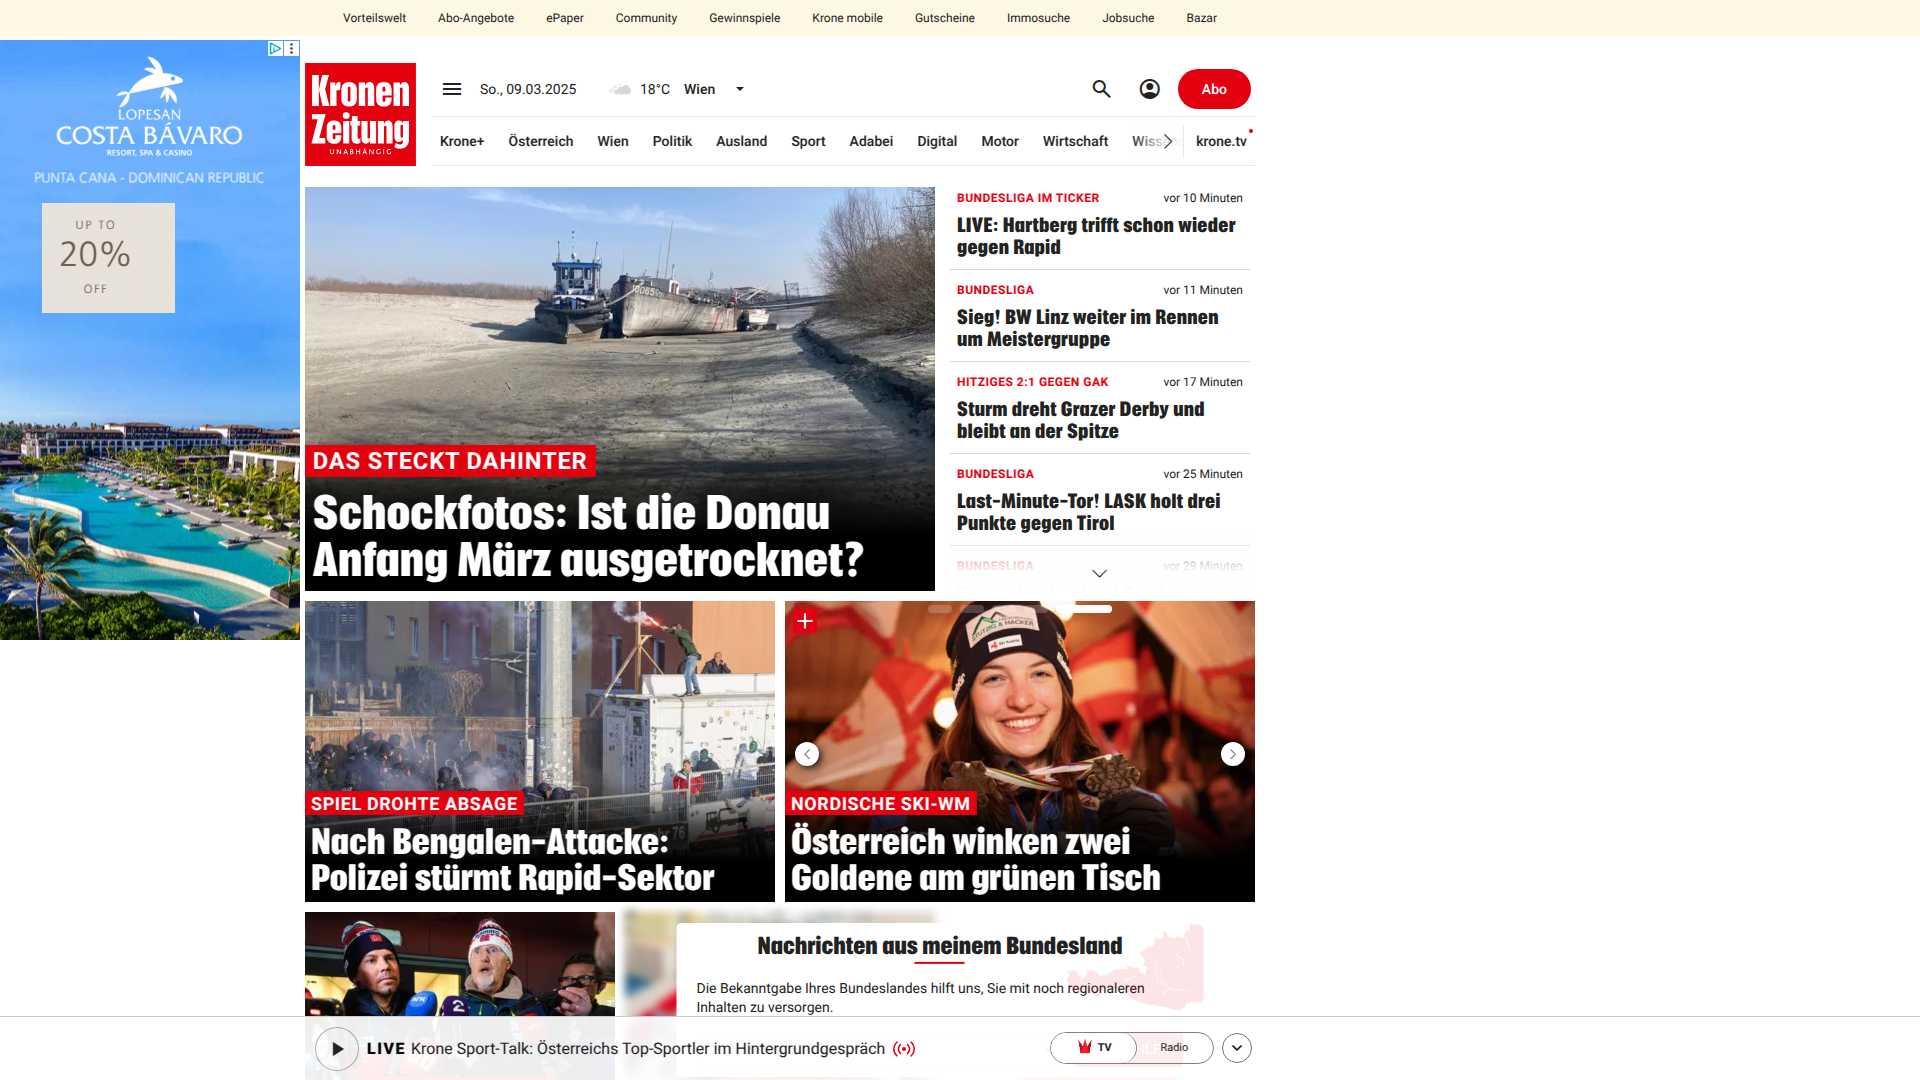 Vorteilswelt Abo-Angebote ePaper Community Gewinnspiele Krone mobile Gutscheine Immosuche Jobsuche Bazar
LOPESAN
COSTA BÁVARO
RESORT, SPA & CASINO
PUNTA CANA - DOMINICAN REPUBLIC
UP TO
20%
OFF
Kronen
Zeitung
UNABHÄNGIG
So., 09.03.2025 18°C Wien
Abo
Krone+ Österreich Wien Politik Ausland Sport Adabei Digital Motor Wirtschaft krone.tv
DAS STECKT DAHINTER
Schockfotos: Ist die Donau
Anfang März ausgetrocknet?
BUNDESLIGA IM TICKER vor 10 Minuten
LIVE: Hartberg trifft schon wieder
gegen Rapid
BUNDESLIGA vor 11 Minuten
Sieg! BW Linz weiter im Rennen
um Meistergruppe
HITZIGES 2:1 GEGEN GAK vor 17 Minuten
Sturm dreht Grazer Derby und
bleibt an der Spitze
BUNDESLIGA vor 25 Minuten
Last-Minute-Tor! LASK holt drei
Punkte gegen Tirol
BUNDESLIGA vor 29 Minuten
SPIEL DROHTE ABSAGE
Nach Bengalen-Attacke:
Polizei stürmt Rapid-Sektor
NORDISCHE SKI-WM
Österreich winken zwei
Goldene am grünen Tisch
Nachrichten aus meinem Bundesland
Die Bekanntgabe Ihres Bundeslandes hilft uns, Sie mit noch regionaleren
Inhalten zu versorgen.
LIVE Krone Sport-Talk: Österreichs Top-Sportler im Hintergrundgespräch
TV Radio